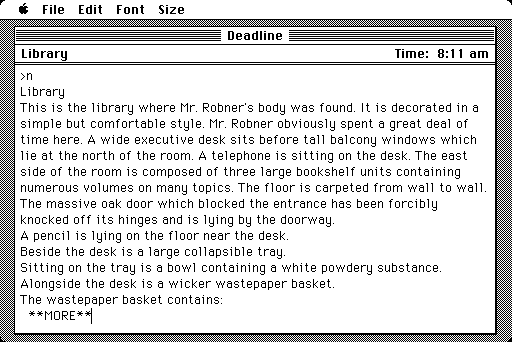 File Edit Font Size
Deadline
Library Time: 8:11 am
>n
Library
This is the library where Mr. Robner's body was found. It is decorated in a
simple but comfortable style. Mr. Robner obviously spent a great deal of
time here. A wide executive desk sits before tall balcony windows which
lie at the north of the room. A telephone is sitting on the desk. The east
side of the room is composed of three large bookshelf units containing
numerous volumes on many topics. The floor is carpeted from wall to wall.
The massive oak door which blocked the entrance has been forcibly
knocked off its hinges and is lying by the doorway.
A pencil is lying on the floor near the desk.
Beside the desk is a large collapsible tray.
Sitting on the tray is a bowl containing a white powdery substance.
Alongside the desk is a wicker wastepaper basket.
The wastepaper basket contains:
**MORE**